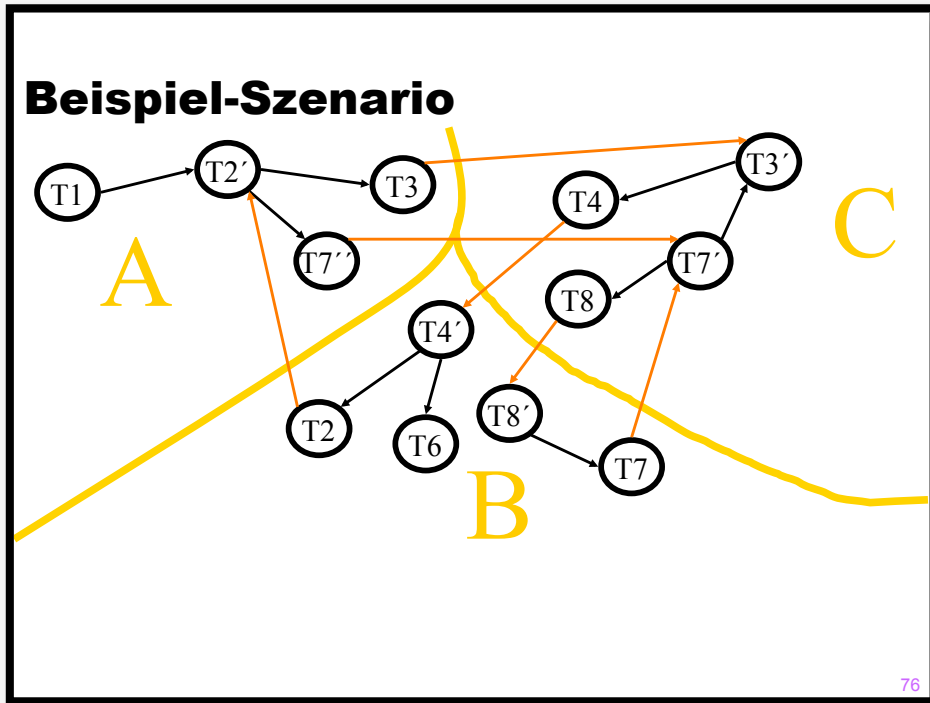 Beispiel-Szenario
T1
T2´
T3
T7´´
A
T3´
T4
T7´
T8
C
T4´
T2
T6
T8´
T7
B
76